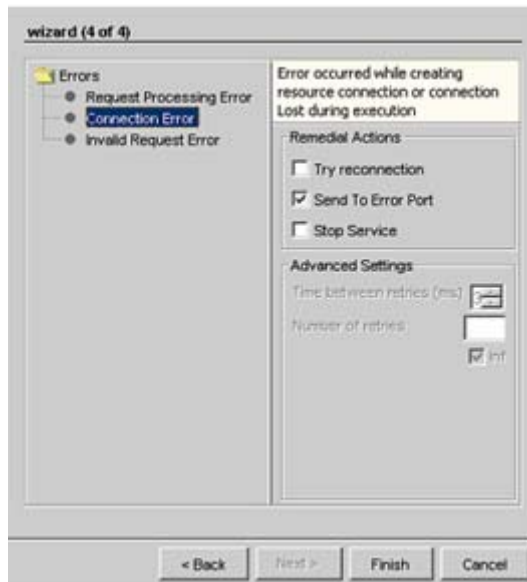 wizard (4 of 4)
Errors
Request Processing Error
Connection Error
Invalid Request Error
Error occurred while creating
resource connection or connection
Lost during execution
Remedial Actions
Try reconnection
Send To Error Port
Stop Service
Advanced Settings
Time between retries (ms)
Number of retries
inf
< Back
Next >
Finish
Cancel